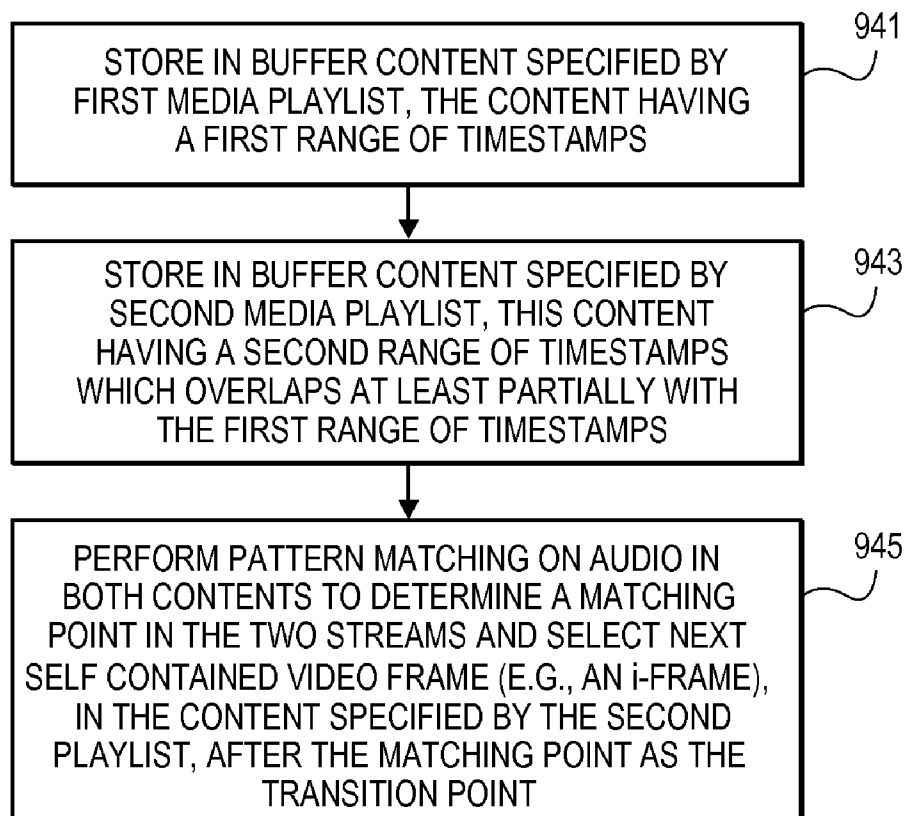 STORE IN BUFFER CONTENT SPECIFIED BY
FIRST MEDIA PLAYLIST, THE CONTENT HAVING
A FIRST RANGE OF TIMESTAMPS
941
STORE IN BUFFER CONTENT SPECIFIED BY
SECOND MEDIA PLAYLIST, THIS CONTENT
HAVING A SECOND RANGE OF TIMESTAMPS
WHICH OVERLAPS AT LEAST PARTIALLY WITH
THE FIRST RANGE OF TIMESTAMPS
943
PERFORM PATTERN MATCHING ON AUDIO IN
BOTH CONTENTS TO DETERMINE A MATCHING
POINT IN THE TWO STREAMS AND SELECT NEXT
SELF CONTAINED VIDEO FRAME (E.G., AN i-FRAME),
IN THE CONTENT SPECIFIED BY THE SECOND
PLAYLIST, AFTER THE MATCHING POINT AS THE
TRANSITION POINT
945